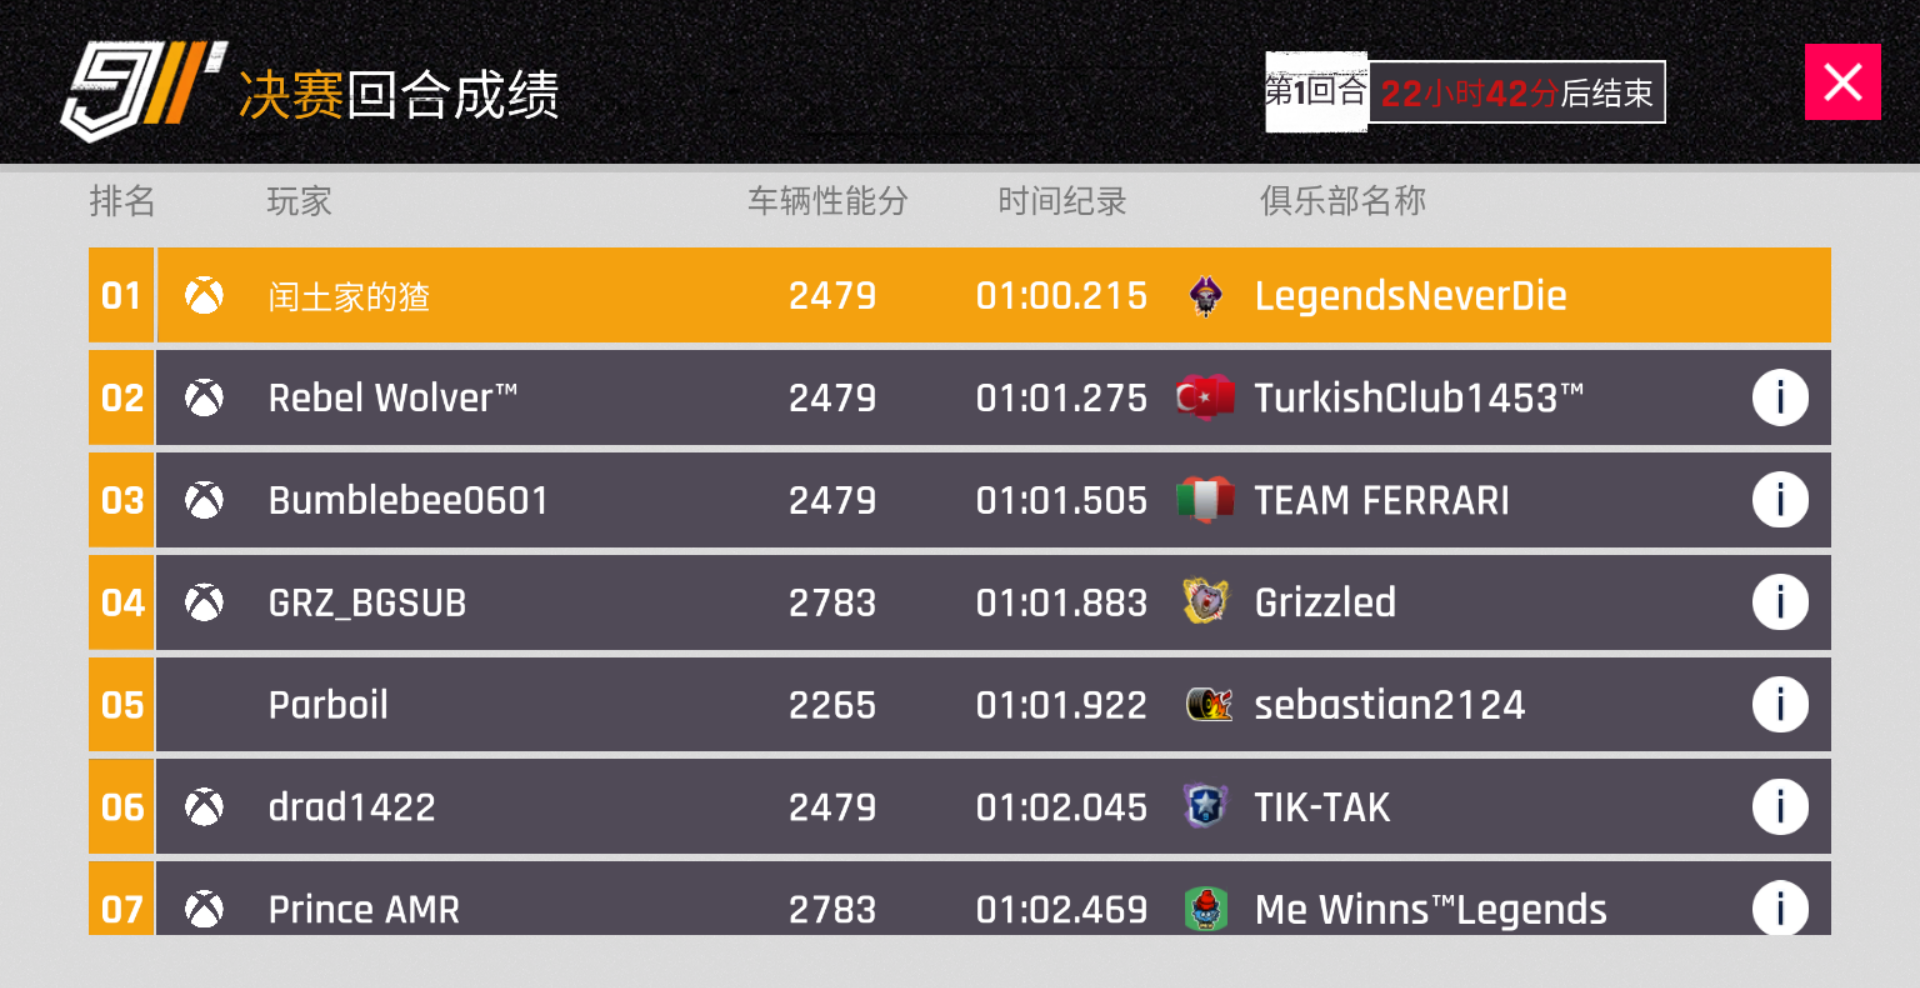 决赛回合成绩
第1回合 22小时42分后结束
排名 玩家 车辆性能分 时间纪录 俱乐部名称
01 闰土家的猹 2479 01:00.215 LegendsNeverDie
02 Rebel Wolver™ 2479 01:01.275 TurkishClub1453™
03 Bumblebee0601 2479 01:01.505 TEAM FERRARI
04 GRZ_BGSUB 2783 01:01.883 Grizzled
05 Parboil 2265 01:01.922 sebastian2124
06 drad1422 2479 01:02.045 TIK-TAK
07 Prince AMR 2783 01:02.469 Me Winns™Legends